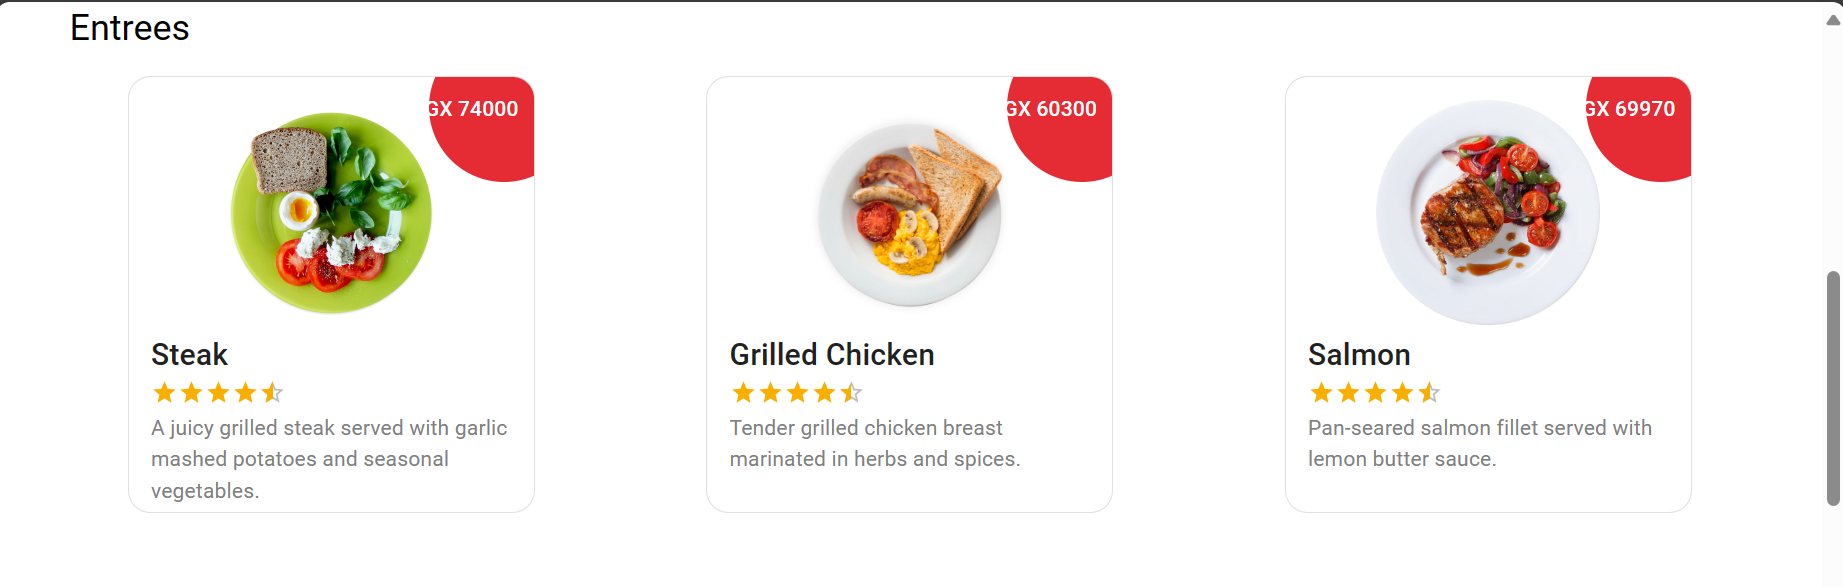 Entrees
GX 74000
GX 60300
GX 69970
Steak
Grilled Chicken
Salmon
A juicy grilled steak served with garlic
mashed potatoes and seasonal
vegetables.
Tender grilled chicken breast
marinated in herbs and spices.
Pan-seared salmon fillet served with
lemon butter sauce.